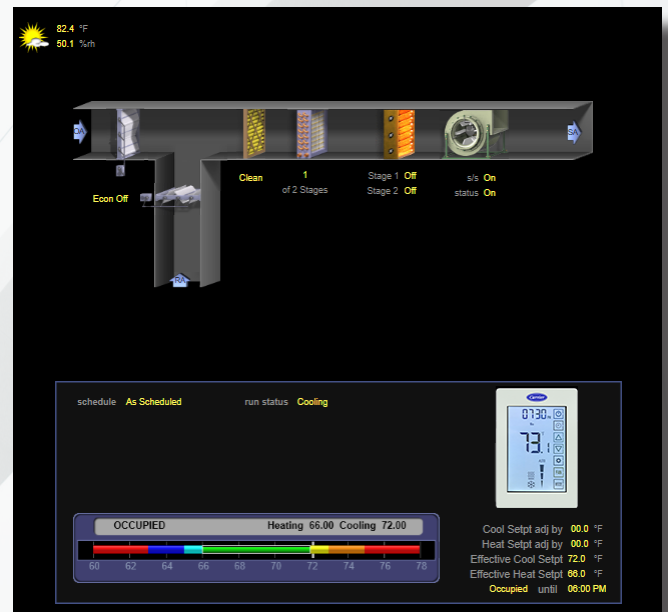 82.4 °F
50.1 %rh
OA
SA
Clean
1
of 2 Stages
Stage 1 Off
Stage 2 Off
s/s On
status On
Econ Off
RA
schedule As Scheduled
run status Cooling
Carrier
0730
73.1
OCCUPIED Heating 66.00 Cooling 72.00
60 62 64 66 68 70 72 74 76 78
Cool Setpt adj by 00.0 °F
Heat Setpt adj by 00.0 °F
Effective Cool Setpt 72.0 °F
Effective Heat Setpt 66.0 °F
Occupied until 06:00 PM